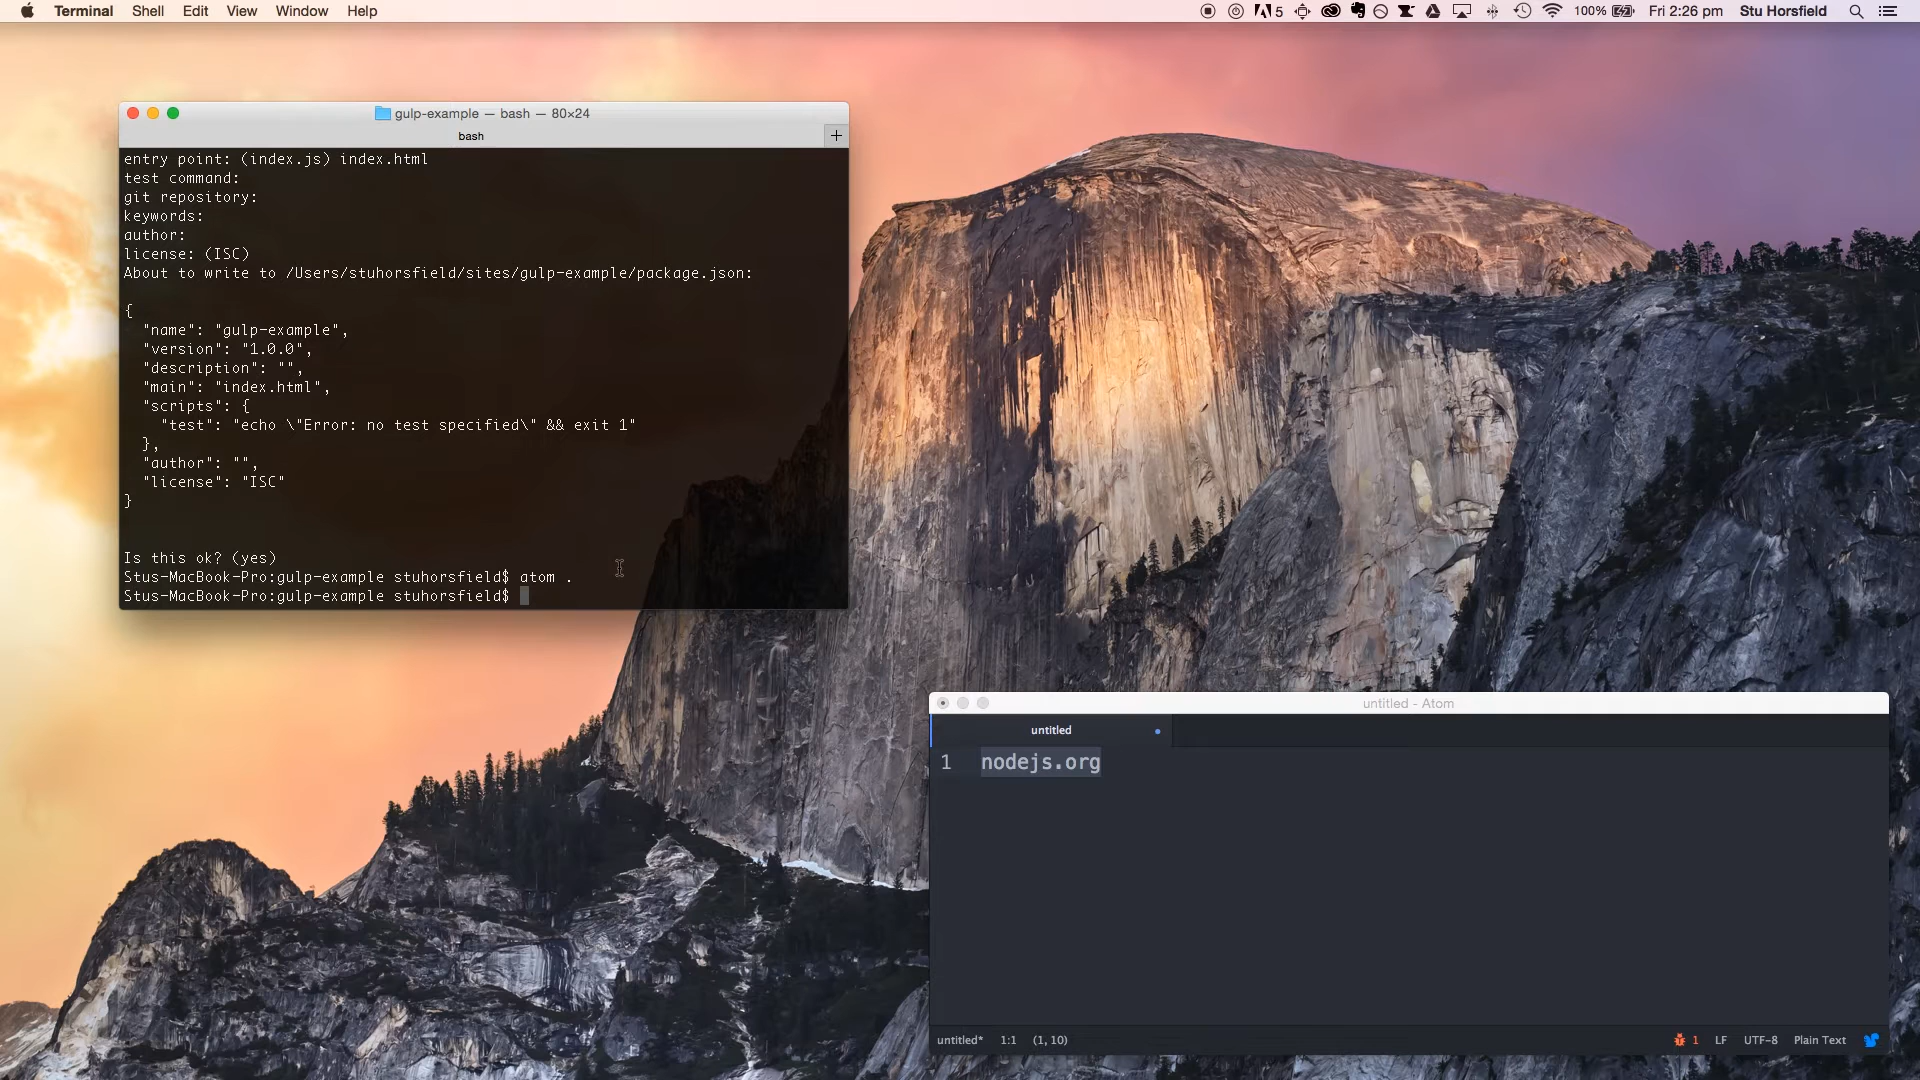 Terminal Shell Edit View Window Help 5 100% Fri 2:26 pm Stu Horsfield
gulp-example — bash — 80×24
bash +
entry point: (index.js) index.html
test command:
git repository:
keywords:
author:
license: (ISC)
About to write to /Users/stuhorsfield/sites/gulp-example/package.json:
{
"name": "gulp-example",
"version": "1.0.0",
"description": "",
"main": "index.html",
"scripts": {
"test": "echo \"Error: no test specified\" && exit 1"
},
"author": "",
"license": "ISC"
}
Is this ok? (yes)
Stus-MacBook-Pro:gulp-example stuhorsfield$ atom .
Stus-MacBook-Pro:gulp-example stuhorsfield$
untitled - Atom
untitled
1 nodejs.org
untitled* 1:1 (1, 10) 1 LF UTF-8 Plain Text